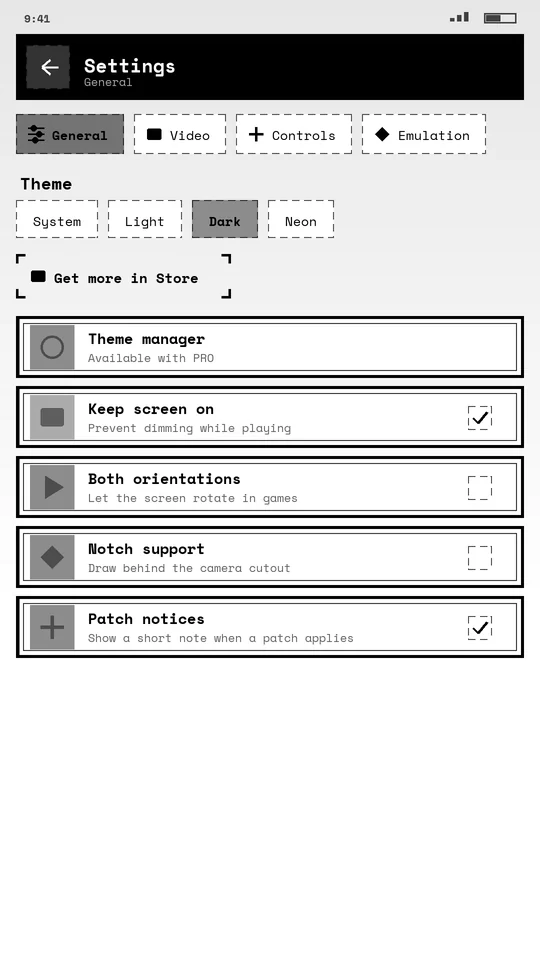 9:41
Settings
General
General Video Controls Emulation
Theme
System Light Dark Neon
Get more in Store
Theme manager
Available with PRO
Keep screen on
Prevent dimming while playing
Both orientations
Let the screen rotate in games
Notch support
Draw behind the camera cutout
Patch notices
Show a short note when a patch applies